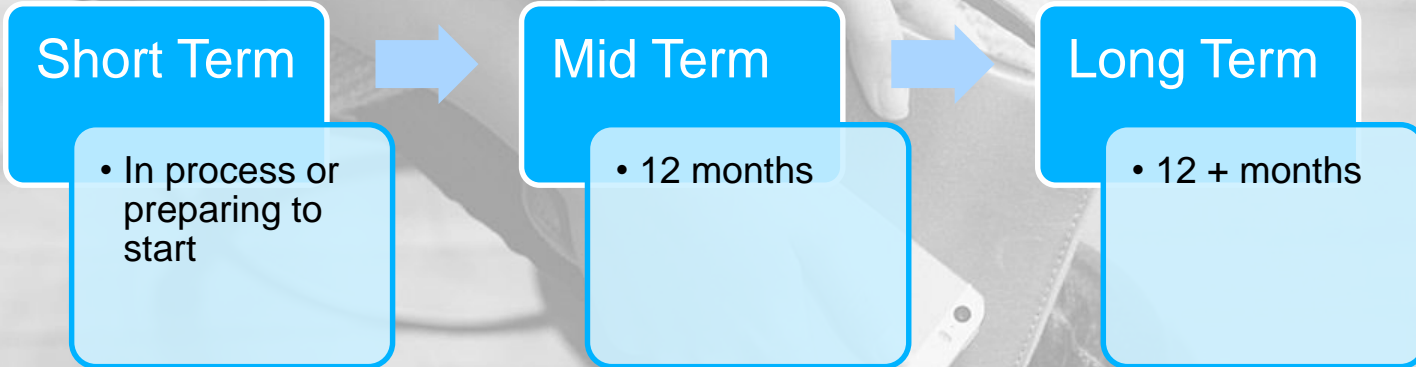 Short Term
• In process or
preparing to
start
Mid Term
• 12 months
Long Term
• 12 + months